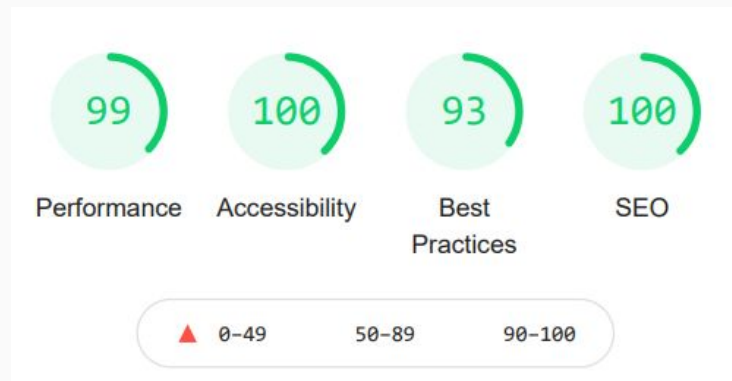 99 100 93 100
Performance Accessibility Best Practices SEO
0–49 50–89 90–100